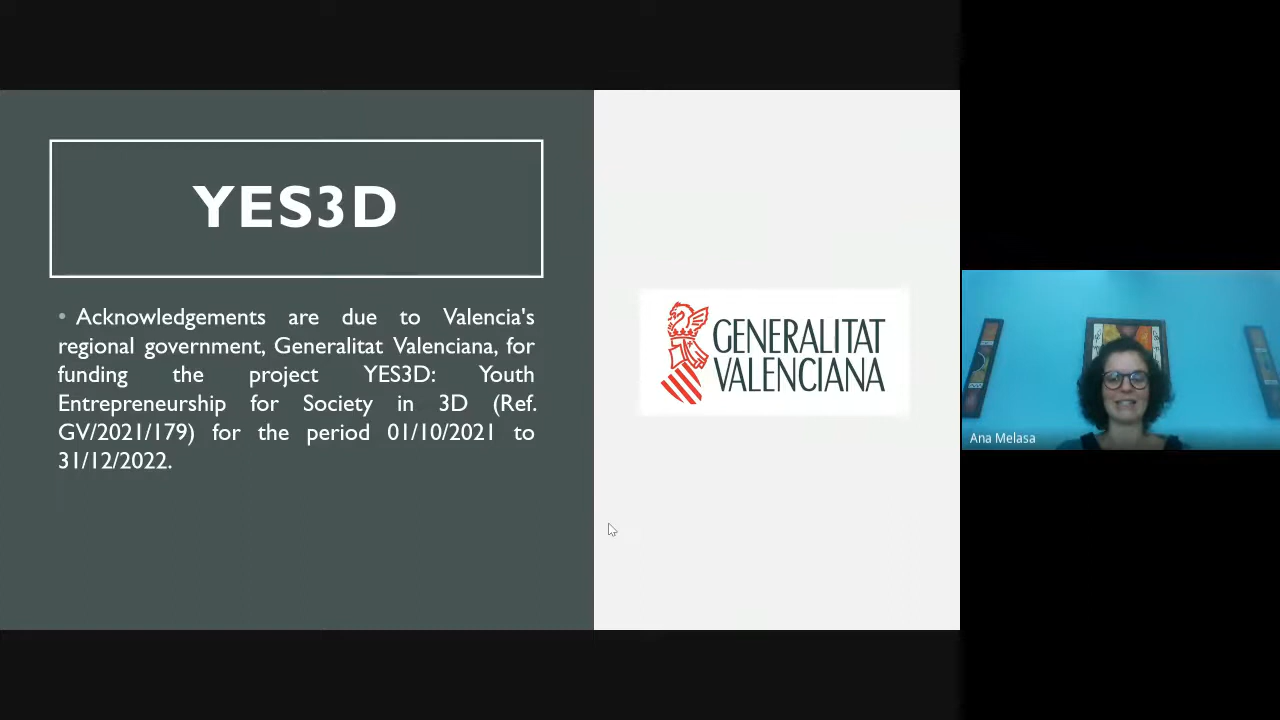 YES3D
• Acknowledgements are due to Valencia's
regional government, Generalitat Valenciana, for
funding the project YES3D: Youth
Entrepreneurship for Society in 3D (Ref.
GV/2021/179) for the period 01/10/2021 to
31/12/2022.
GENERALITAT
VALENCIANA
Ana Melasa